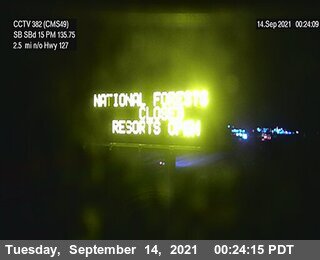 CCTV 382 (CMS49)
SB SBd 15 PM 135.75
2.5 mi n/o Hwy 127
14.Sep 2021
00:24:09
NATIONAL FORESTS
CLOSED
RESORTS OPEN
Tuesday, September 14, 2021 00:24:15 PDT